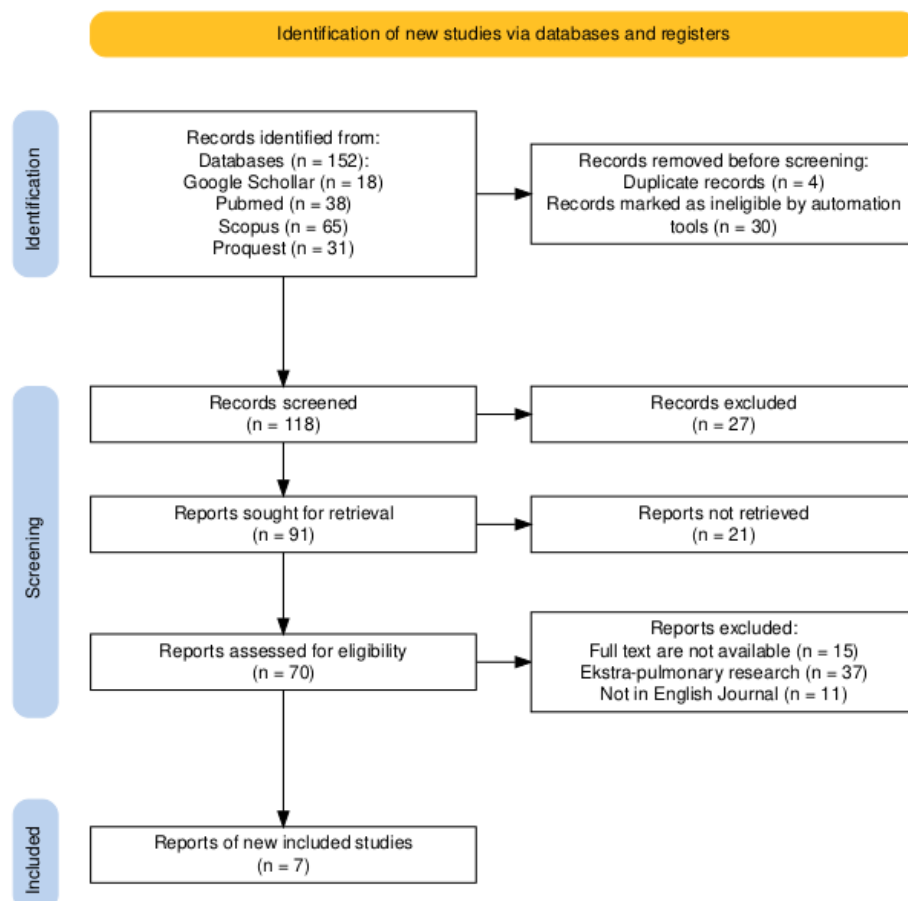 Identification of new studies via databases and registers
Identification
Records identified from:
Databases (n = 152):
Google Schollar (n = 18)
Pubmed (n = 38)
Scopus (n = 65)
Proquest (n = 31)
Records removed before screening:
Duplicate records (n = 4)
Records marked as ineligible by automation
tools (n = 30)
Screening
Records screened
(n = 118)
Records excluded
(n = 27)
Reports sought for retrieval
(n = 91)
Reports not retrieved
(n = 21)
Reports assessed for eligibility
(n = 70)
Reports excluded:
Full text are not available (n = 15)
Ekstra-pulmonary research (n = 37)
Not in English Journal (n = 11)
Included
Reports of new included studies
(n = 7)